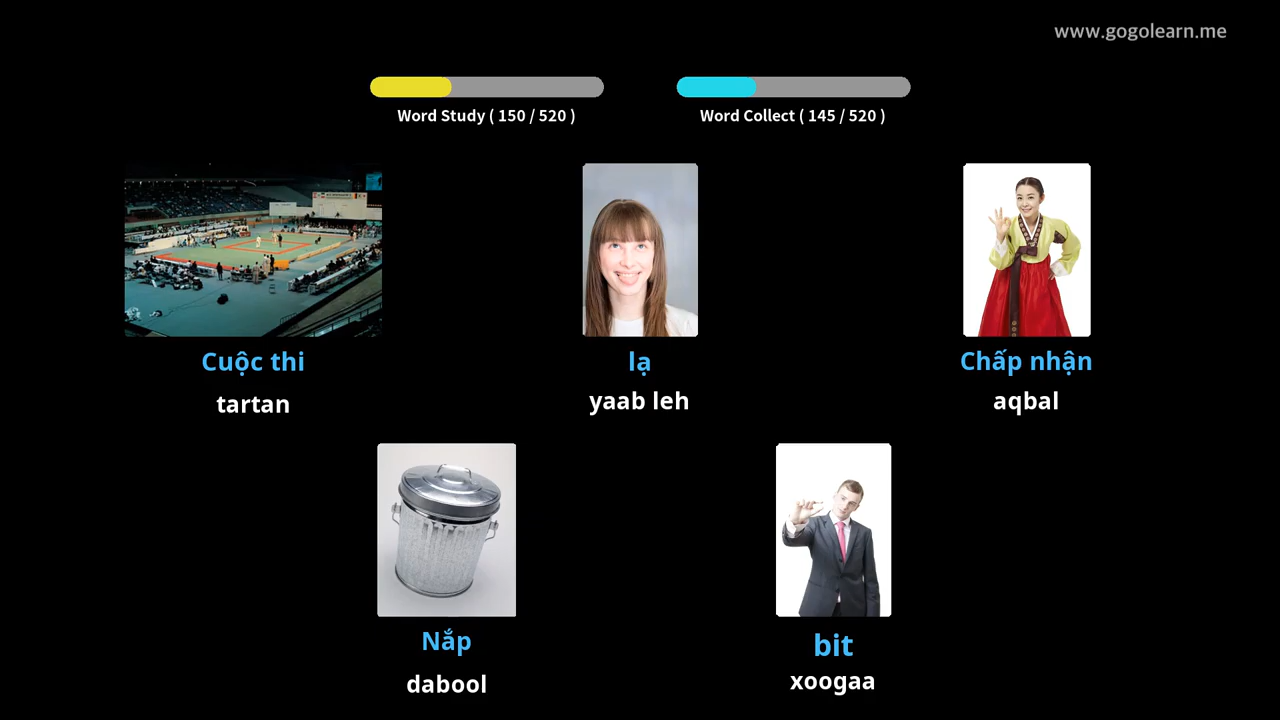 www.gogolearn.me
Word Study ( 150 / 520 )
Word Collect ( 145 / 520 )
Cuộc thi
tartan
lạ
yaab leh
Chấp nhận
aqbal
Nắp
dabool
bit
xoogaa